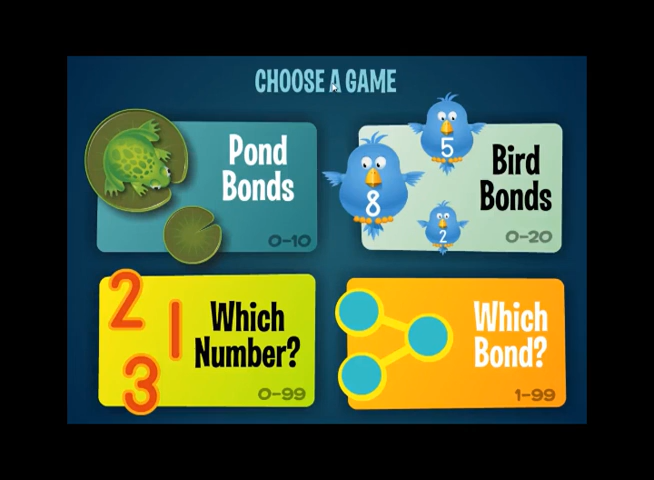 CHOOSE A GAME
Pond
Bonds
0-10
5
8
2
Bird
Bonds
0-20
2
1
3
Which
Number?
0-99
Which
Bond?
1-99